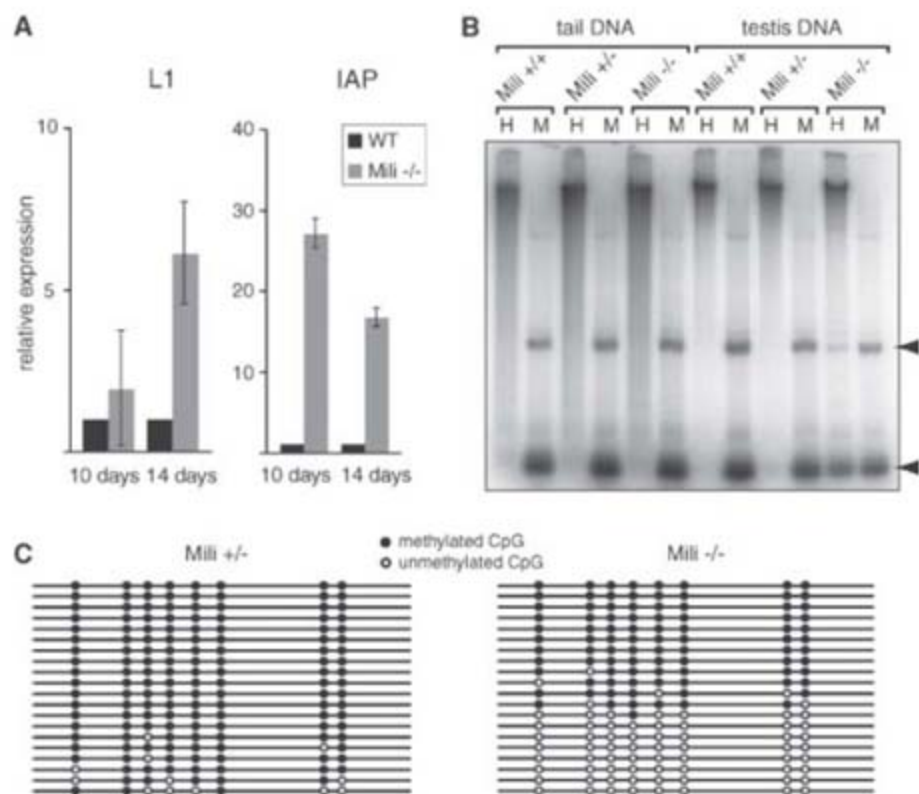 A
L1
IAP
10
5
relative expression
10 days 14 days
40
30
20
10
WT
Mili -/-
10 days 14 days
B
tail DNA
testis DNA
Mili +/+ Mili +/- Mili -/- Mili +/+ Mili +/- Mili -/-
H M H M H M H M H M H M
C
Mili +/-
methylated CpG
unmethylated CpG
Mili -/-